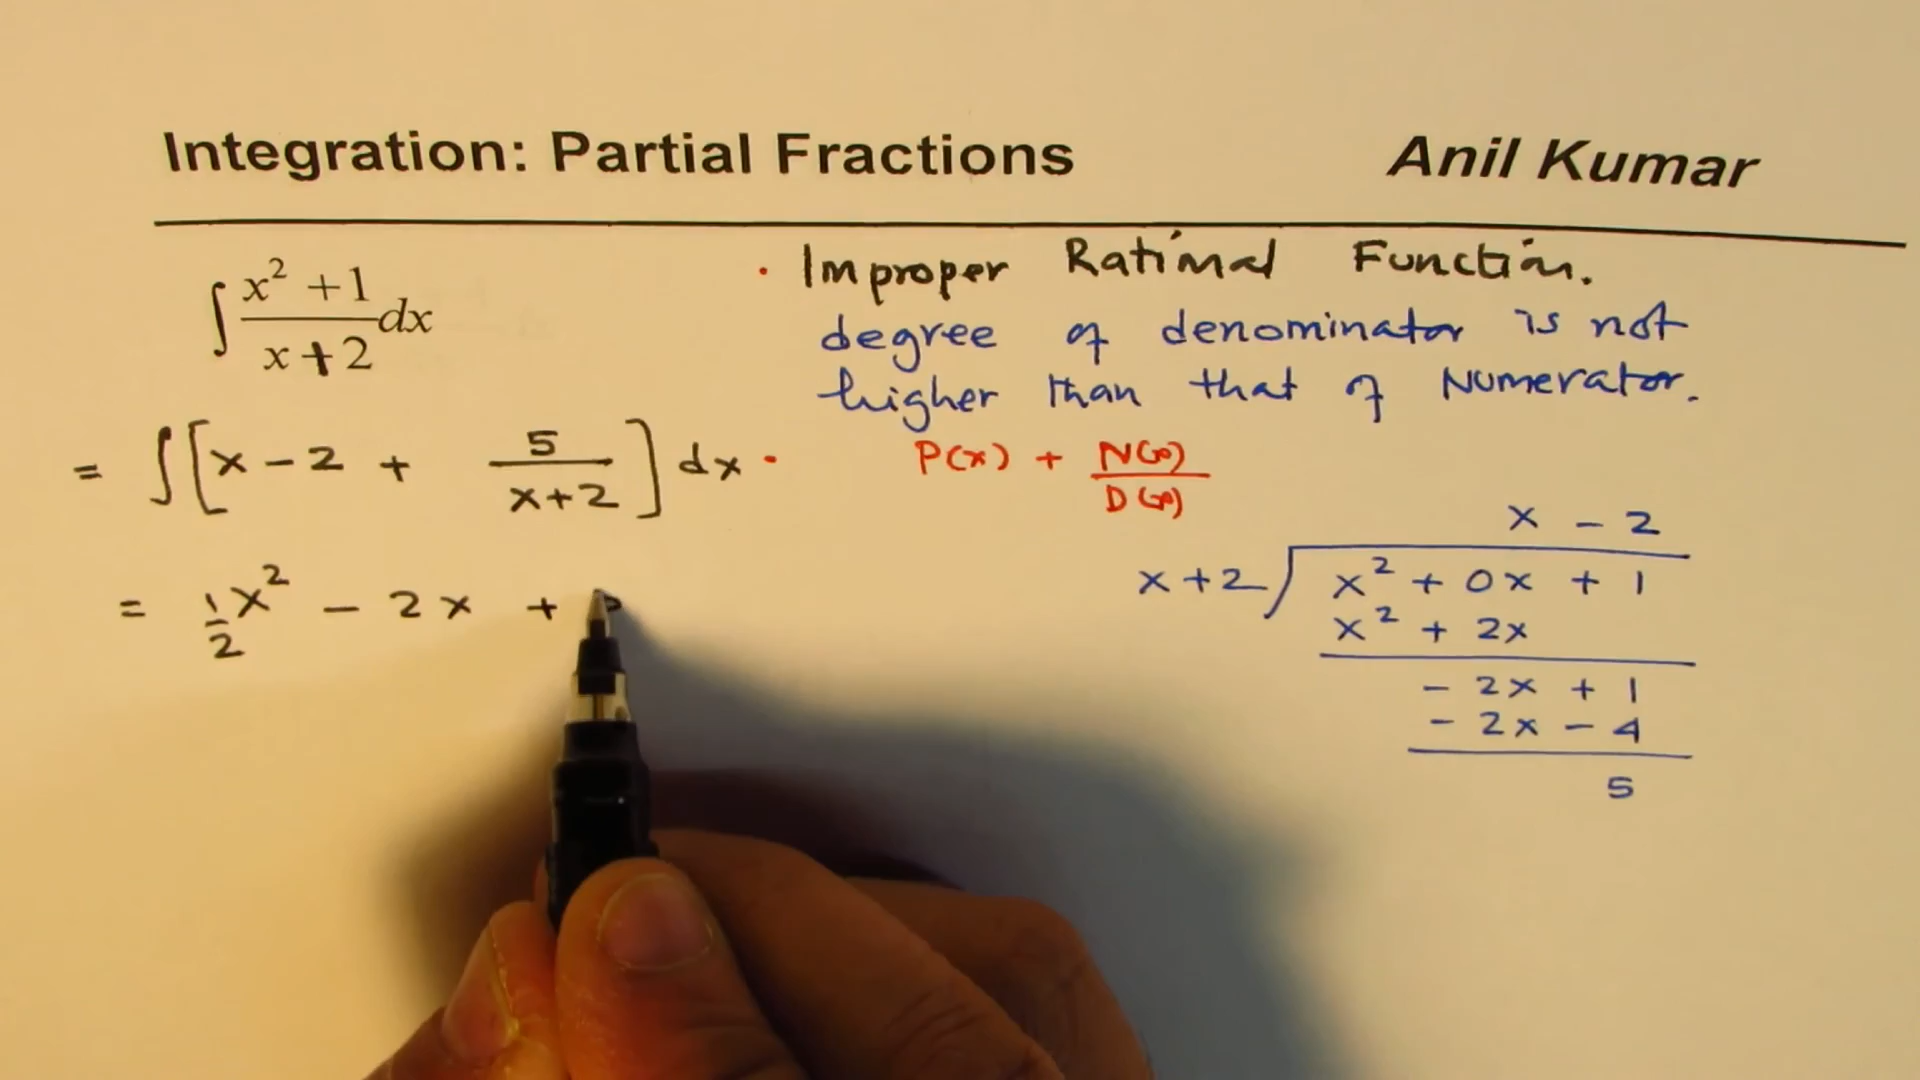 Integration: Partial Fractions
Anil Kumar
∫ (x² + 1)/(x + 2) dx
= ∫ [x - 2 + 5/(x+2)] dx
= 1/2 x² - 2x +
· Improper Rational Function.
degree of denominator is not
higher than that of Numerator.
· P(x) + N(x)/D(x)
x - 2
x + 2 ) x² + 0x + 1
x² + 2x
- 2x + 1
- 2x - 4
5